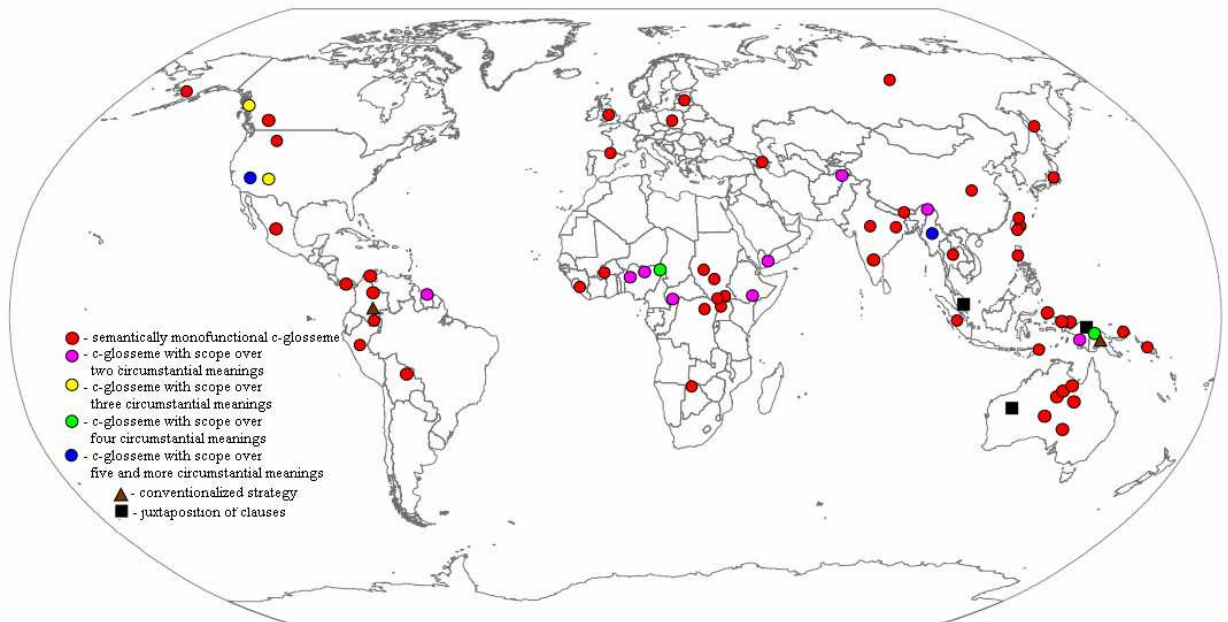 - semantically monofunctional c-glosseme
- c-glosseme with scope over
two circumstantial meanings
- c-glosseme with scope over
three circumstantial meanings
- c-glosseme with scope over
four circumstantial meanings
- c-glosseme with scope over
five and more circumstantial meanings
- conventionalized strategy
- juxtaposition of clauses